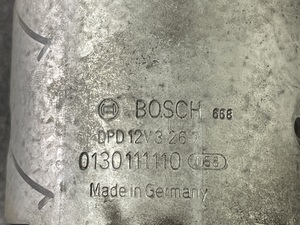 BOSCH 668
DPD 12V 3 26
0130111110
Made in Germany